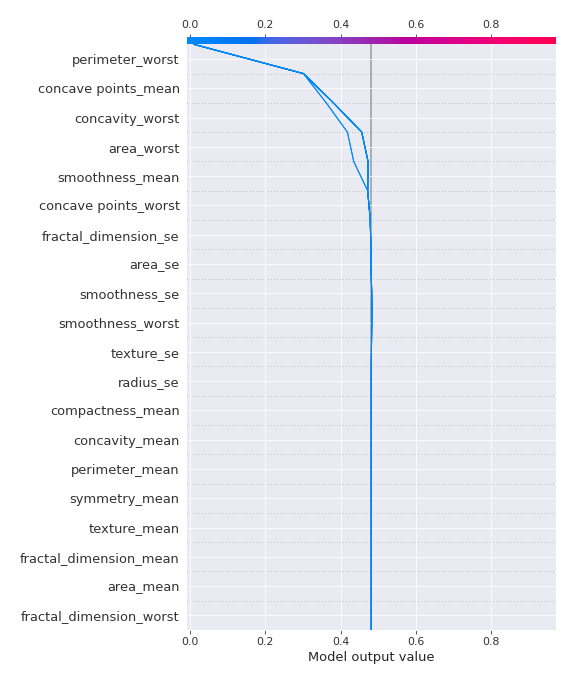 0.0 0.2 0.4 0.6 0.8
perimeter_worst
concave points_mean
concavity_worst
area_worst
smoothness_mean
concave points_worst
fractal_dimension_se
area_se
smoothness_se
smoothness_worst
texture_se
radius_se
compactness_mean
concavity_mean
perimeter_mean
symmetry_mean
texture_mean
fractal_dimension_mean
area_mean
fractal_dimension_worst
0.0 0.2 0.4 0.6 0.8
Model output value